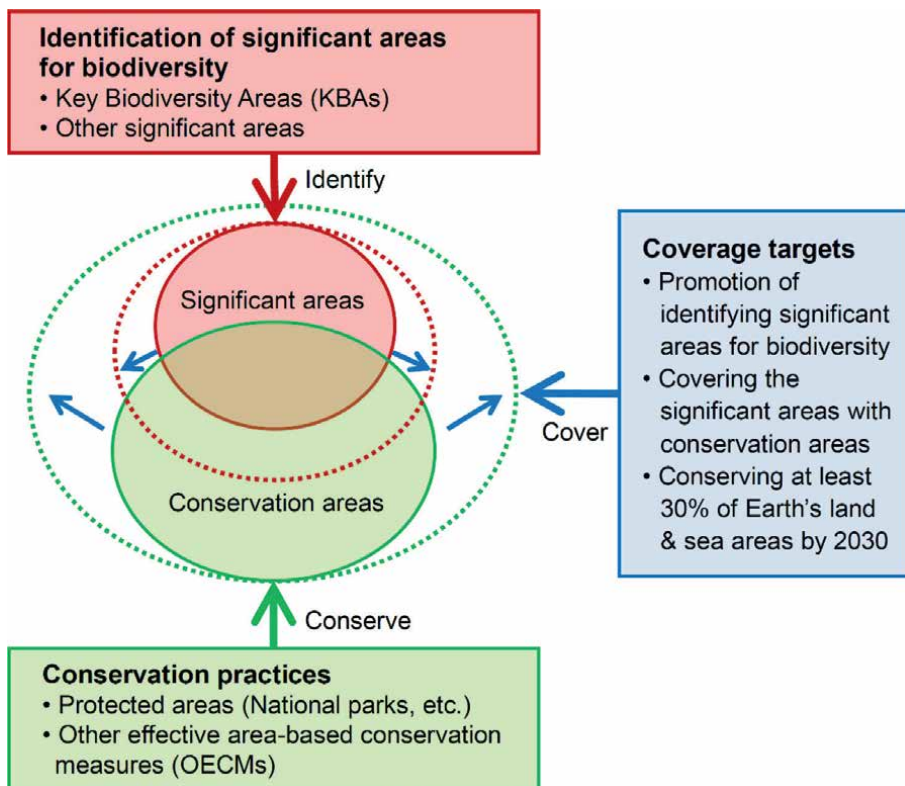 Identification of significant areas
for biodiversity
• Key Biodiversity Areas (KBAs)
• Other significant areas
Identify
Significant areas
Conservation areas
Cover
Coverage targets
• Promotion of
identifying significant
areas for biodiversity
• Covering the
significant areas with
conservation areas
• Conserving at least
30% of Earth's land
& sea areas by 2030
Conserve
Conservation practices
• Protected areas (National parks, etc.)
• Other effective area-based conservation
measures (OECMs)